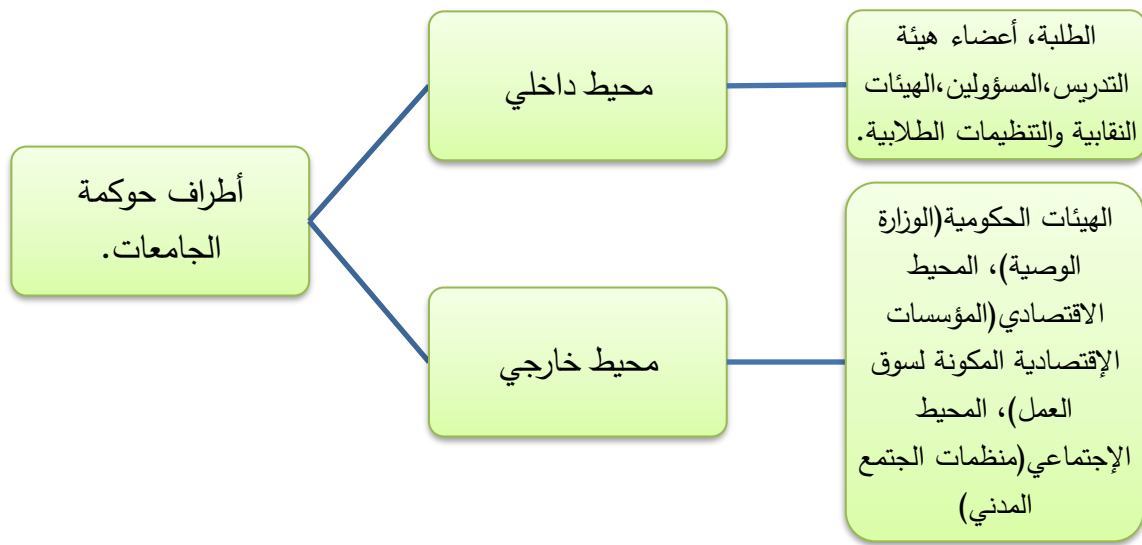 أطراف حوكمة
الجامعات.
محيط داخلي
الطلبة، أعضاء هيئة
التدريس،المسؤولين،الهيئات
النقابية والتنظيمات الطلابية.
محيط خارجي
الهيئات الحكومية(الوزارة
الوصية)، المحيط
الاقتصادي(المؤسسات
الإقتصادية المكونة لسوق
العمل)، المحيط
الإجتماعي(منظمات الجتمع
المدني)